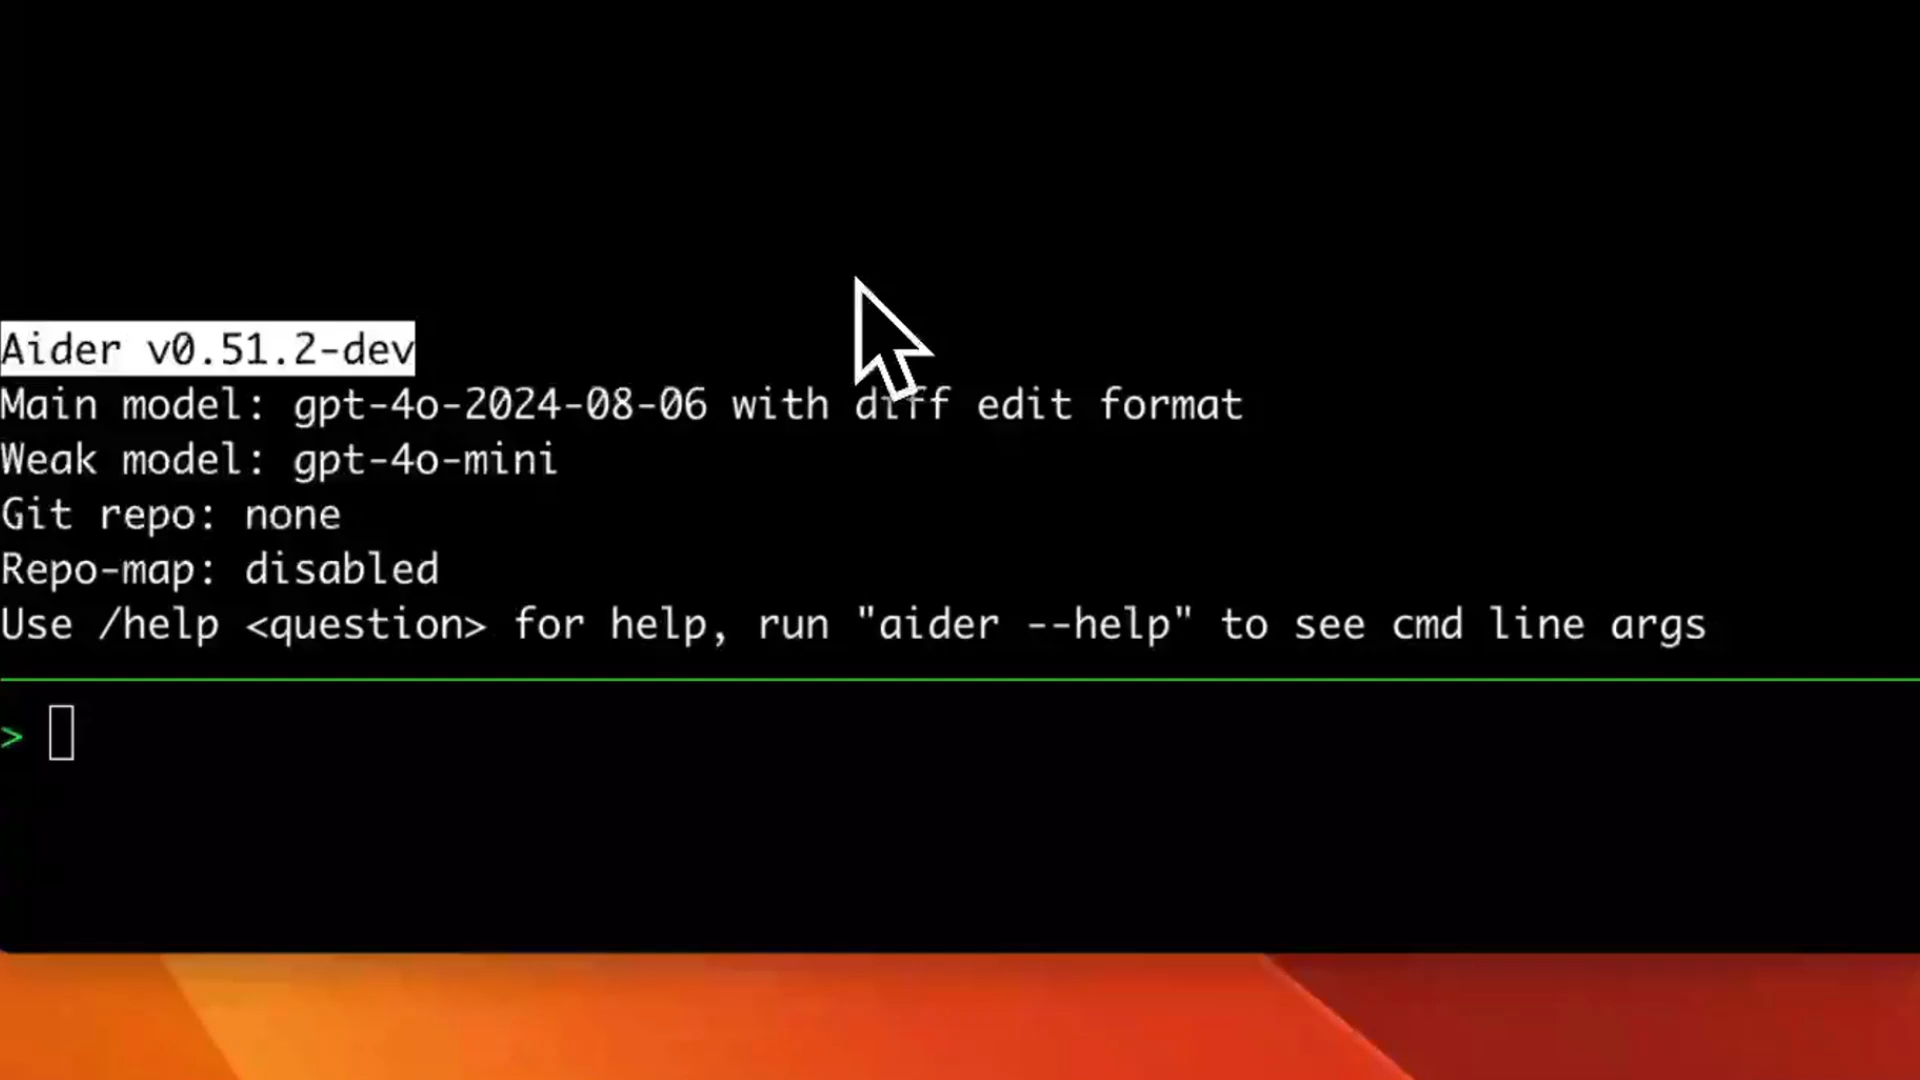 Aider v0.51.2-dev
Main model: gpt-4o-2024-08-06 with diff edit format
Weak model: gpt-4o-mini
Git repo: none
Repo-map: disabled
Use /help <question> for help, run "aider --help" to see cmd line args
>